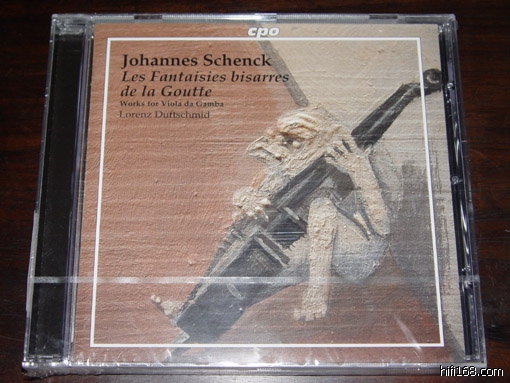 cpo
Johannes Schenck
Les Fantaisies bisarres
de la Goutte
Works for Viola da Gamba
Lorenz Duftschmid
hifi168.com